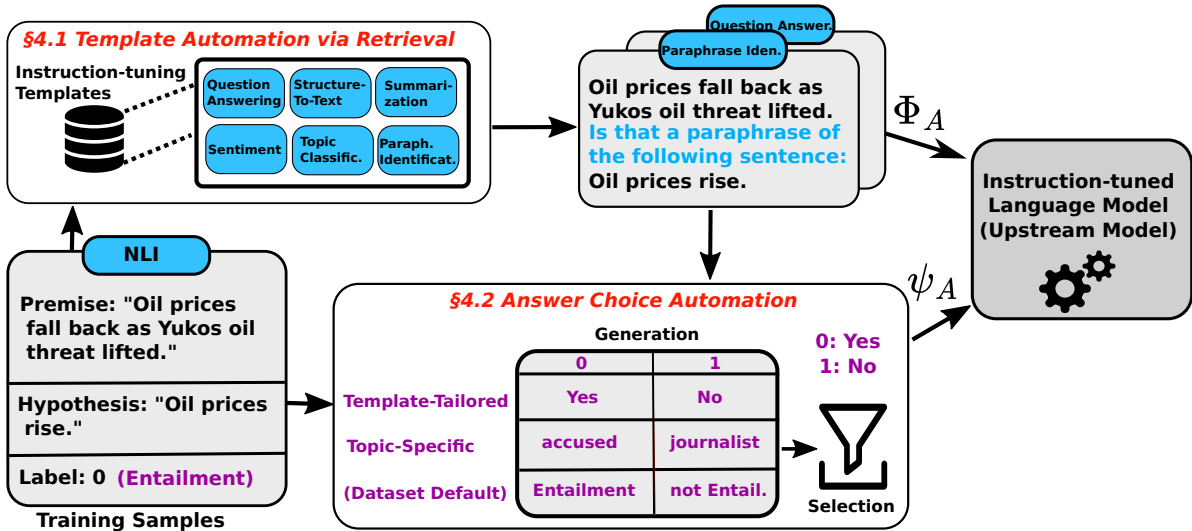 §4.1 Template Automation via Retrieval
Instruction-tuning
Templates
Question
Answering
Structure-
To-Text
Summari-
zation
Sentiment
Topic
Classific.
Paraph.
Identificat.
Question Answer.
Paraphrase Iden.
Oil prices fall back as
Yukos oil threat lifted.
Is that a paraphrase of
the following sentence:
Oil prices rise.
Φ_A
Instruction-tuned
Language Model
(Upstream Model)
ψ_A
NLI
Premise: "Oil prices
fall back as Yukos oil
threat lifted."
Hypothesis: "Oil prices
rise."
Label: 0 (Entailment)
Training Samples
§4.2 Answer Choice Automation
Generation
0 1
Template-Tailored Yes No
Topic-Specific accused journalist
(Dataset Default) Entailment not Entail.
0: Yes
1: No
Selection